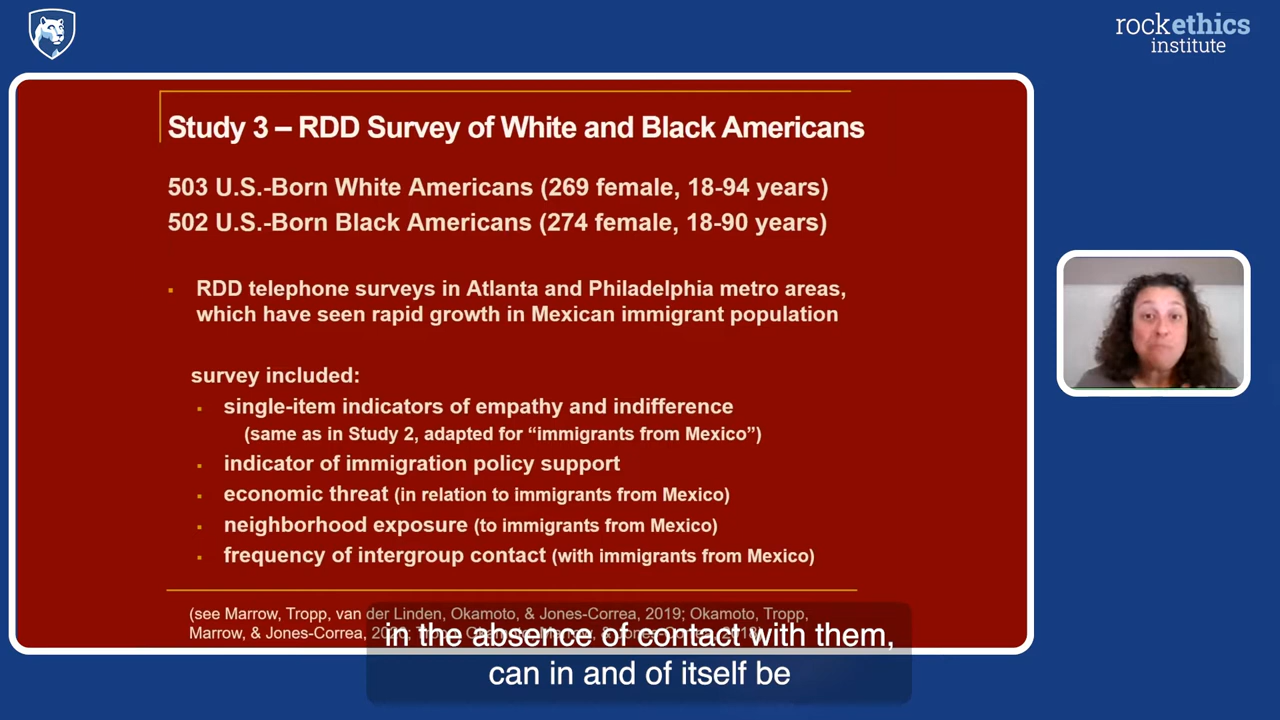 rockethics
institute
Study 3 – RDD Survey of White and Black Americans
503 U.S.-Born White Americans (269 female, 18-94 years)
502 U.S.-Born Black Americans (274 female, 18-90 years)
▪ RDD telephone surveys in Atlanta and Philadelphia metro areas,
which have seen rapid growth in Mexican immigrant population
survey included:
▪ single-item indicators of empathy and indifference
(same as in Study 2, adapted for “immigrants from Mexico”)
▪ indicator of immigration policy support
▪ economic threat (in relation to immigrants from Mexico)
▪ neighborhood exposure (to immigrants from Mexico)
▪ frequency of intergroup contact (with immigrants from Mexico)
(see Marrow, Tropp, van der Linden, Okamoto, & Jones-Correa, 2019; Okamoto, Tropp,
Marrow, & Jones-Correa,
in the absence of contact with them,
can in and of itself be